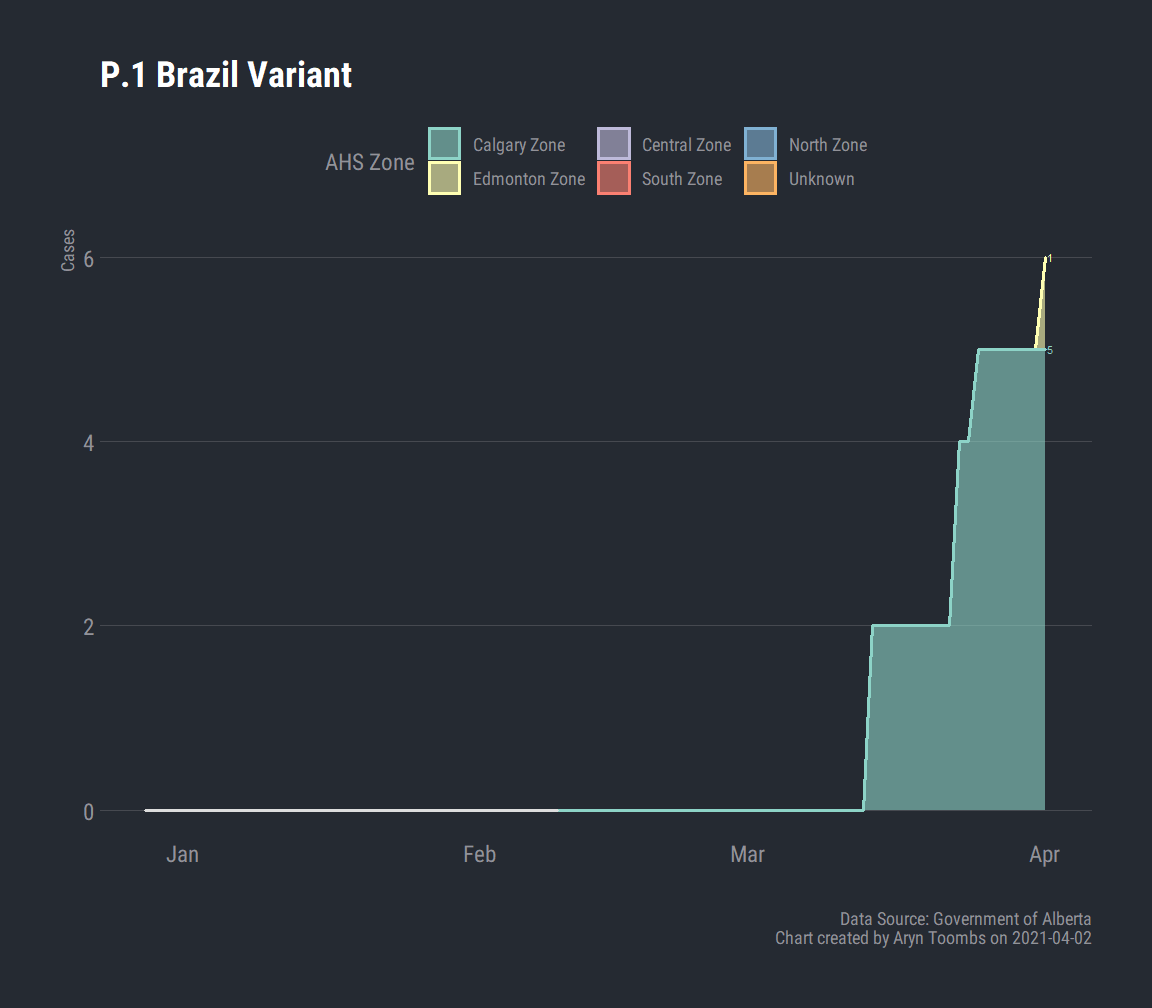 P.1 Brazil Variant
AHS Zone
Calgary Zone
Central Zone
North Zone
Edmonton Zone
South Zone
Unknown
Cases
6
4
2
0
1
5
Jan
Feb
Mar
Apr
Data Source: Government of Alberta
Chart created by Aryn Toombs on 2021-04-02